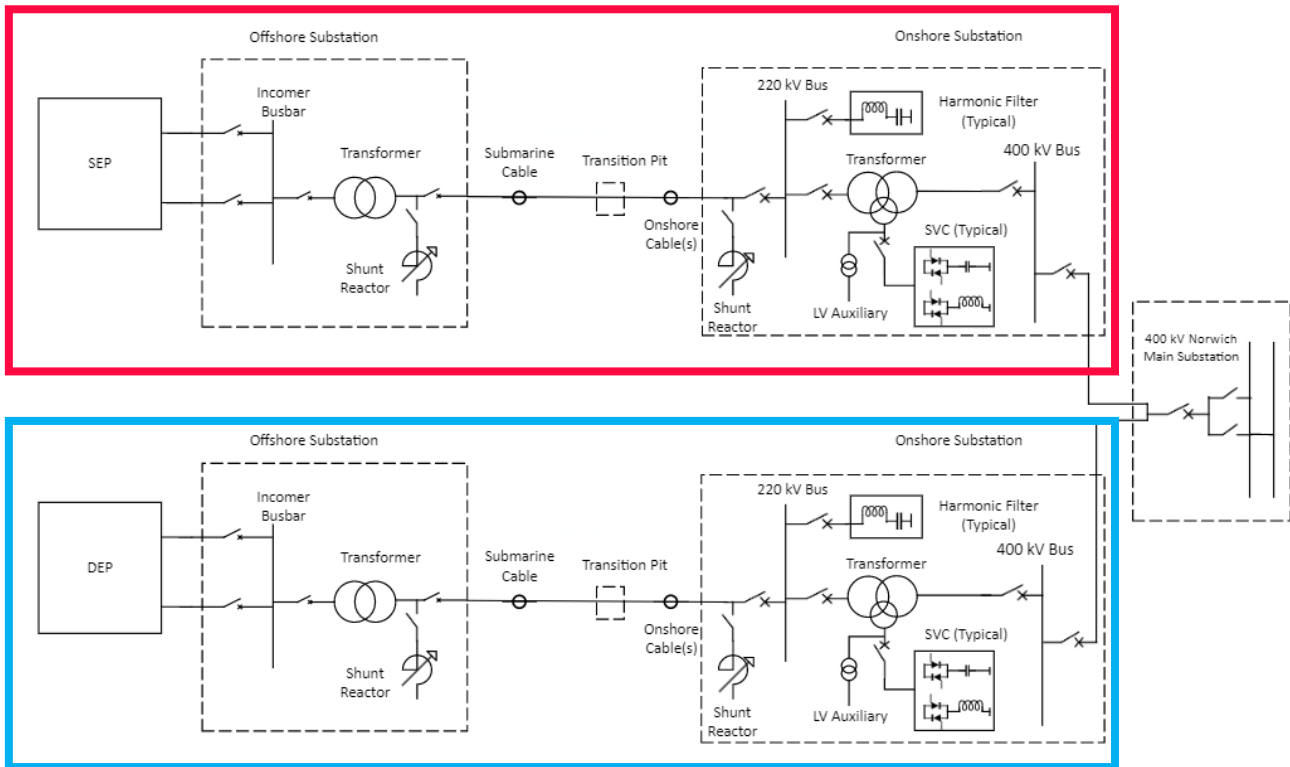 Offshore Substation
Onshore Substation
Incomer
Busbar
220 kV Bus
Harmonic Filter
(Typical)
SEP
Transformer
Submarine
Cable
Transition Pit
Transformer
400 kV Bus
Onshore
Cable(s)
SVC (Typical)
Shunt
Reactor
Shunt
Reactor
LV Auxiliary
400 kV Norwich
Main Substation
Offshore Substation
Onshore Substation
Incomer
Busbar
220 kV Bus
Harmonic Filter
(Typical)
DEP
Transformer
Submarine
Cable
Transition Pit
Transformer
400 kV Bus
Onshore
Cable(s)
SVC (Typical)
Shunt
Reactor
Shunt
Reactor
LV Auxiliary